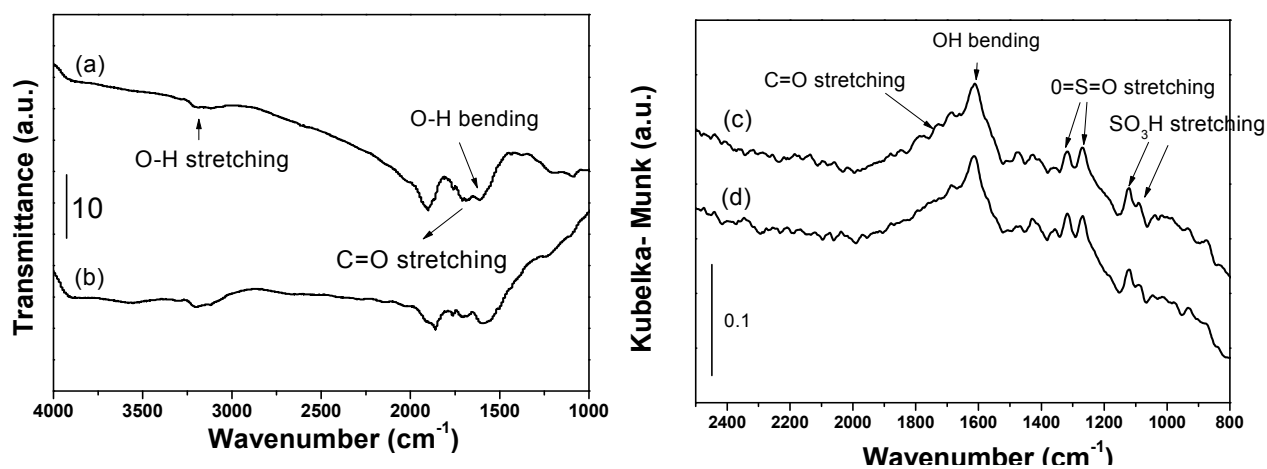 (a)
O-H bending
O-H stretching
10
C=O stretching
(b)
Transmittance (a.u.)
4000 3500 3000 2500 2000 1500 1000
Wavenumber (cm-1)
OH bending
C=O stretching
0=S=O stretching
(c)
SO3H stretching
(d)
0.1
Kubelka- Munk (a.u.)
2400 2200 2000 1800 1600 1400 1200 1000 800
Wavenumber (cm-1)